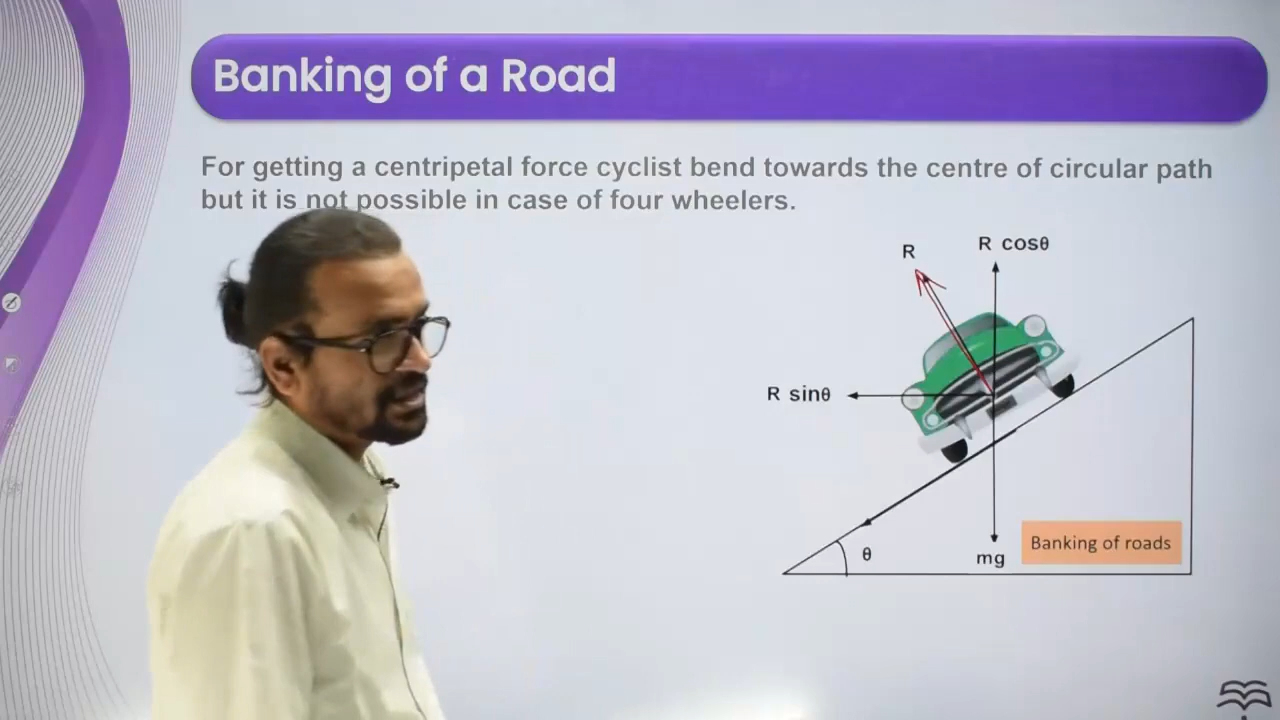 Banking of a Road
For getting a centripetal force cyclist bend towards the centre of circular path
but it is not possible in case of four wheelers.
R
R cosθ
R sinθ
θ
mg
Banking of roads